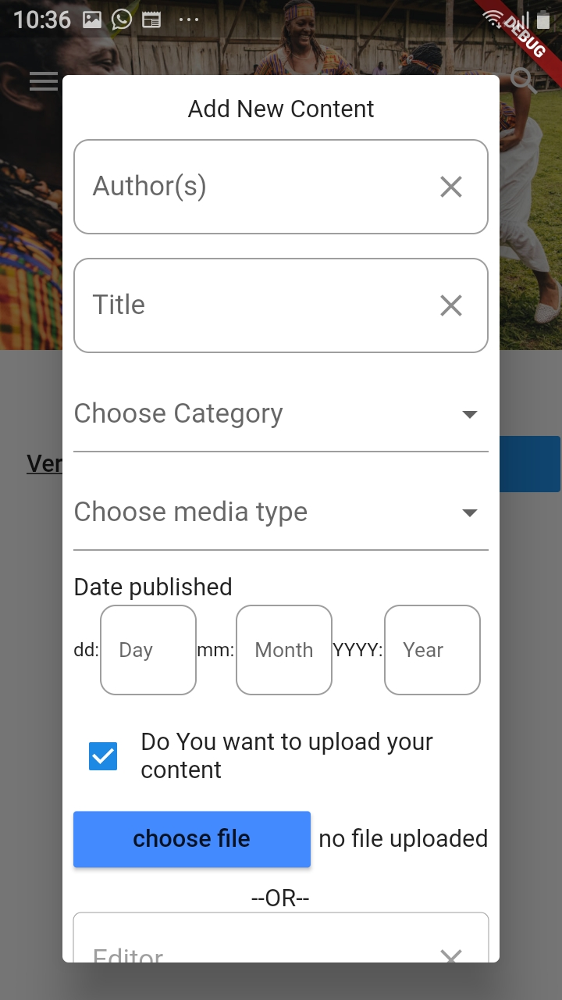 10:36
DEBUG
Add New Content
Author(s)
Title
Choose Category
Ver
Choose media type
Date published
dd: Day mm: Month YYYY: Year
Do You want to upload your
content
choose file no file uploaded
--OR--
Editor